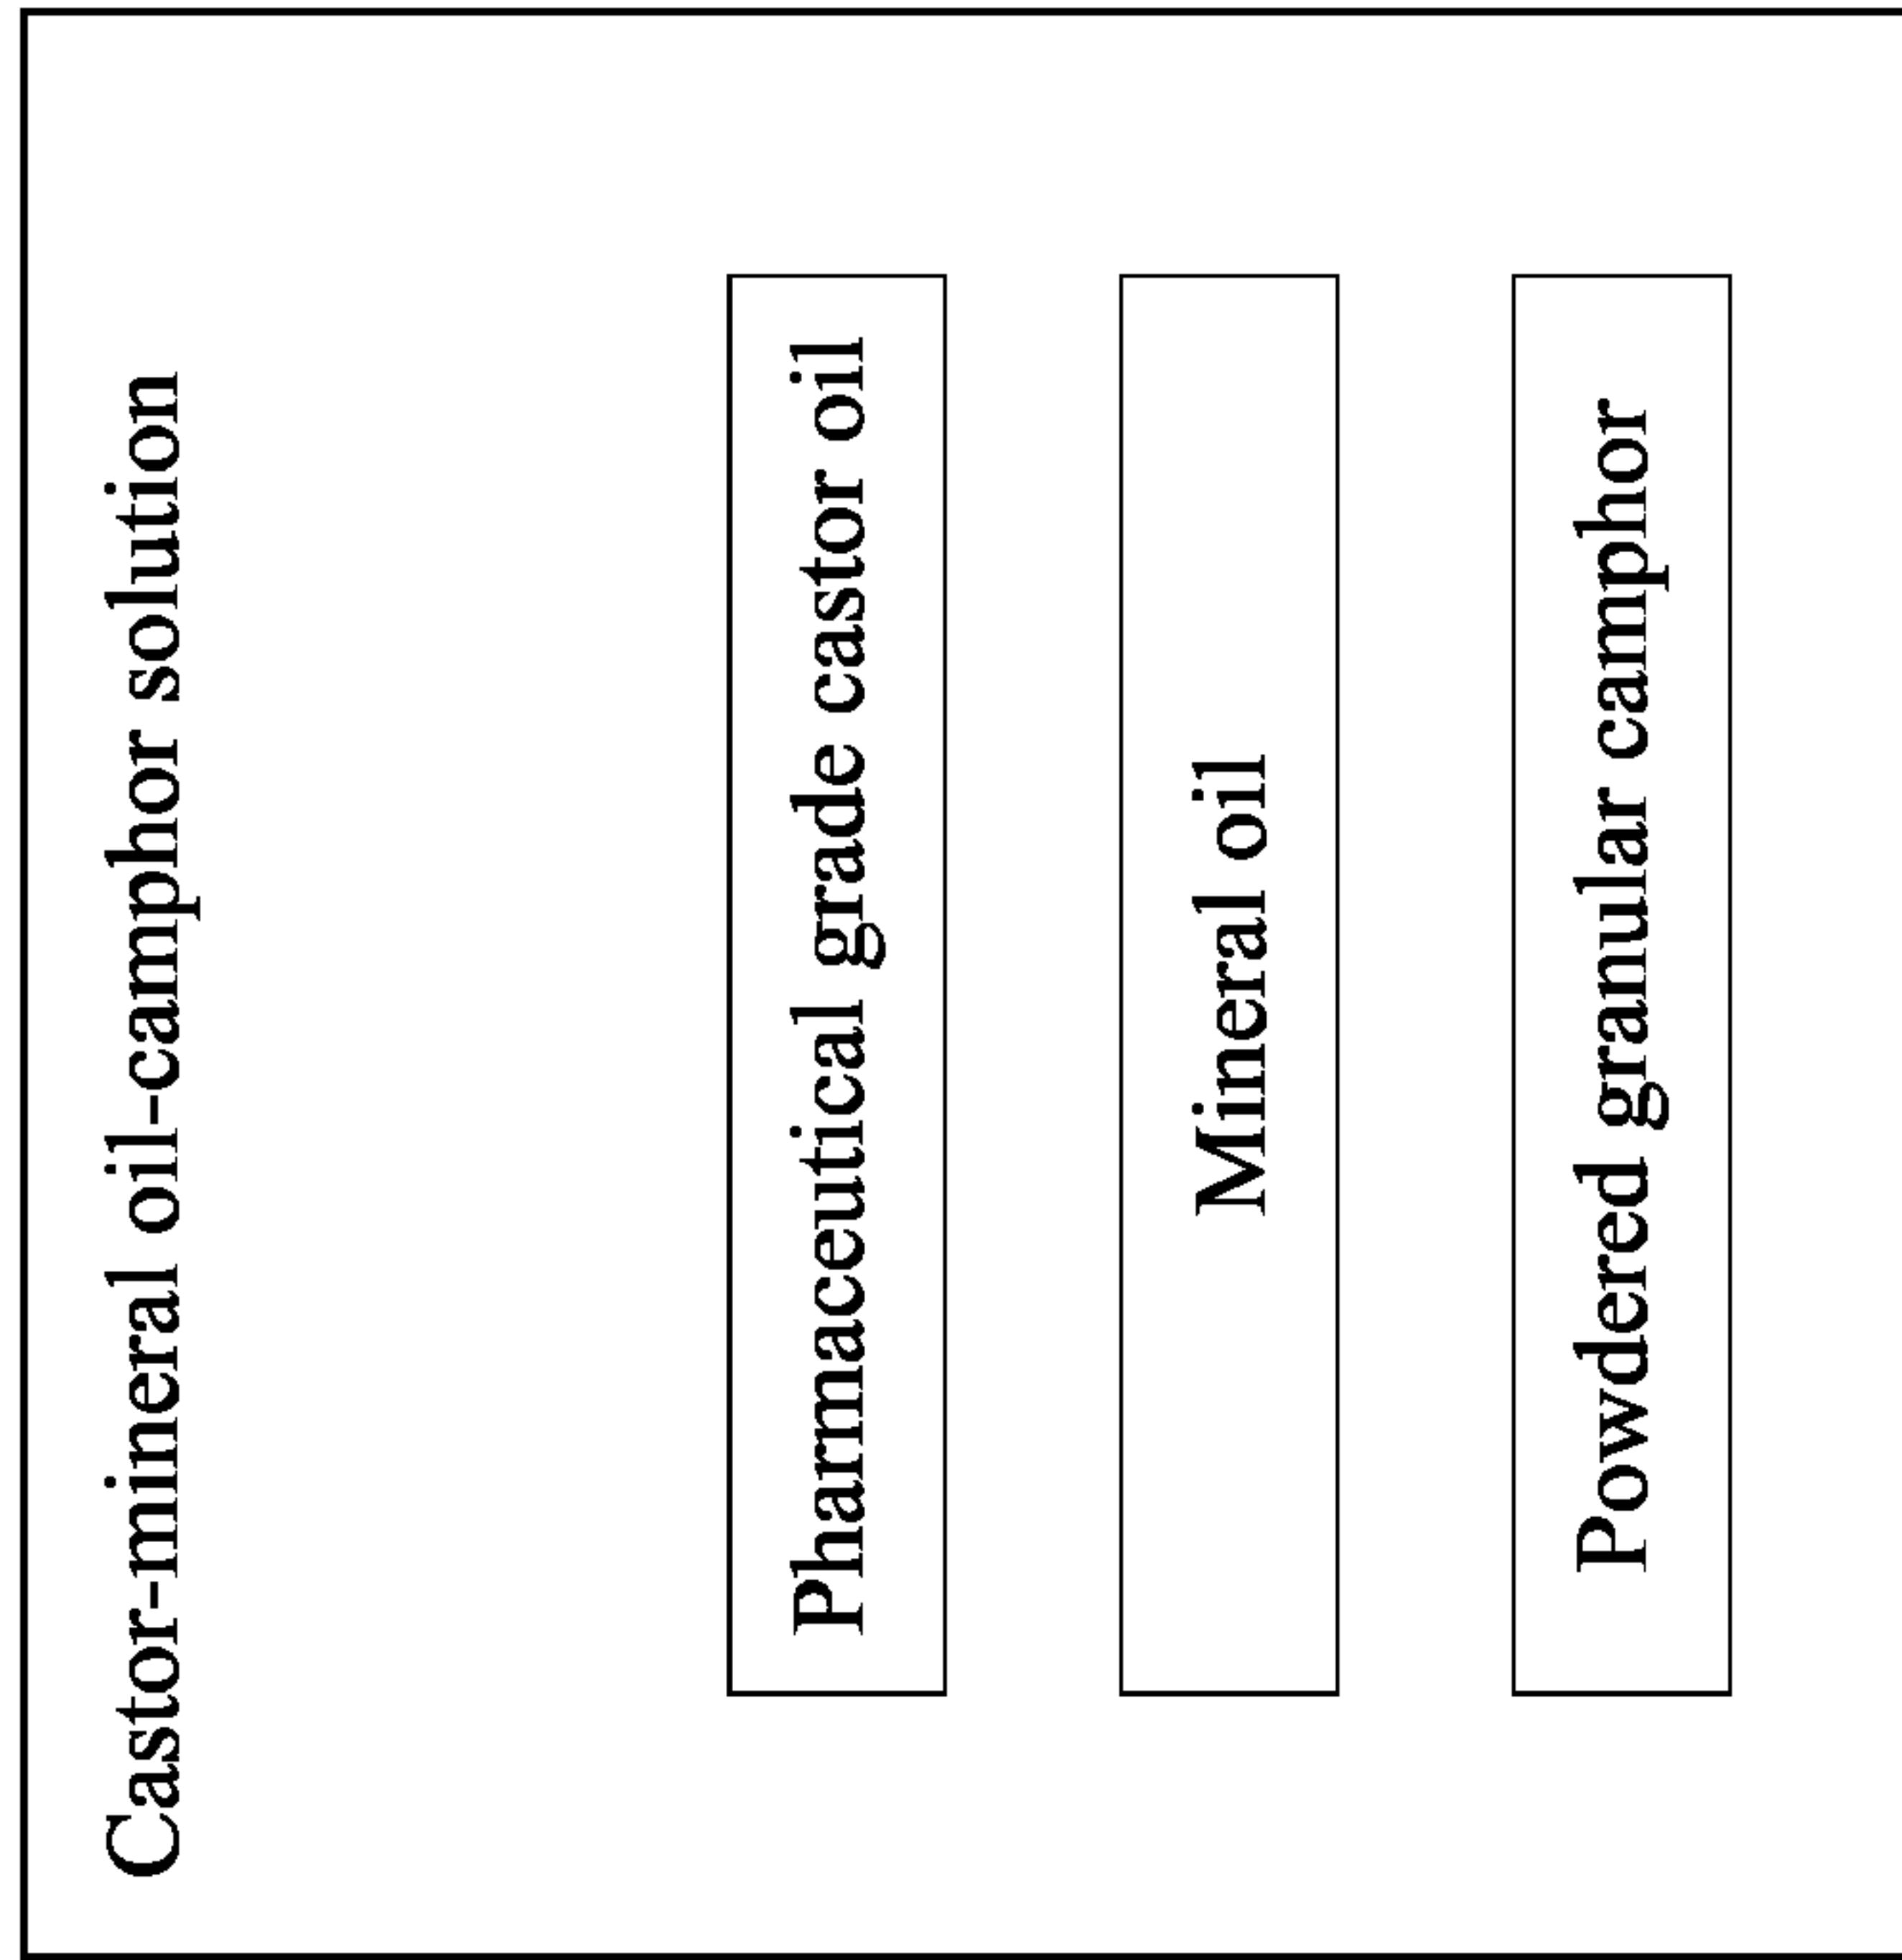 Castor-mineral oil-camphor solution
Pharmaceutical grade castor oil
Mineral oil
Powdered granular camphor